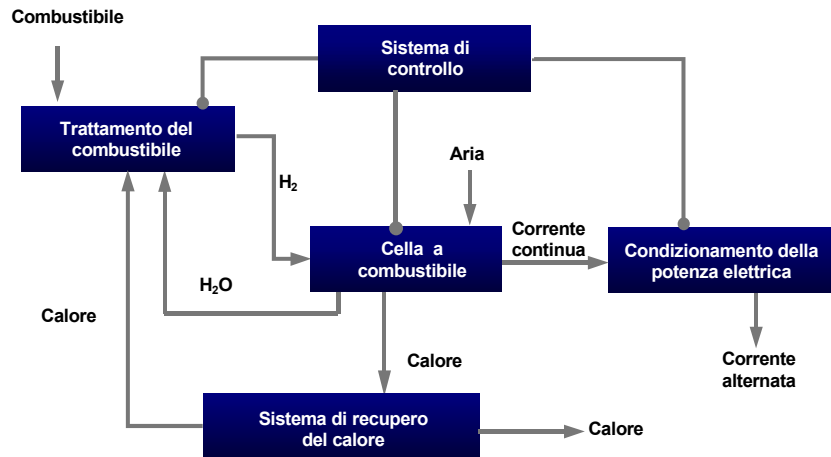 Combustibile
Sistema di
controllo
Trattamento del
combustibile
Aria
H₂
Cella a
combustibile
Corrente
continua
Condizionamento della
potenza elettrica
H₂O
Calore
Calore
Corrente
alternata
Sistema di recupero
del calore
Calore